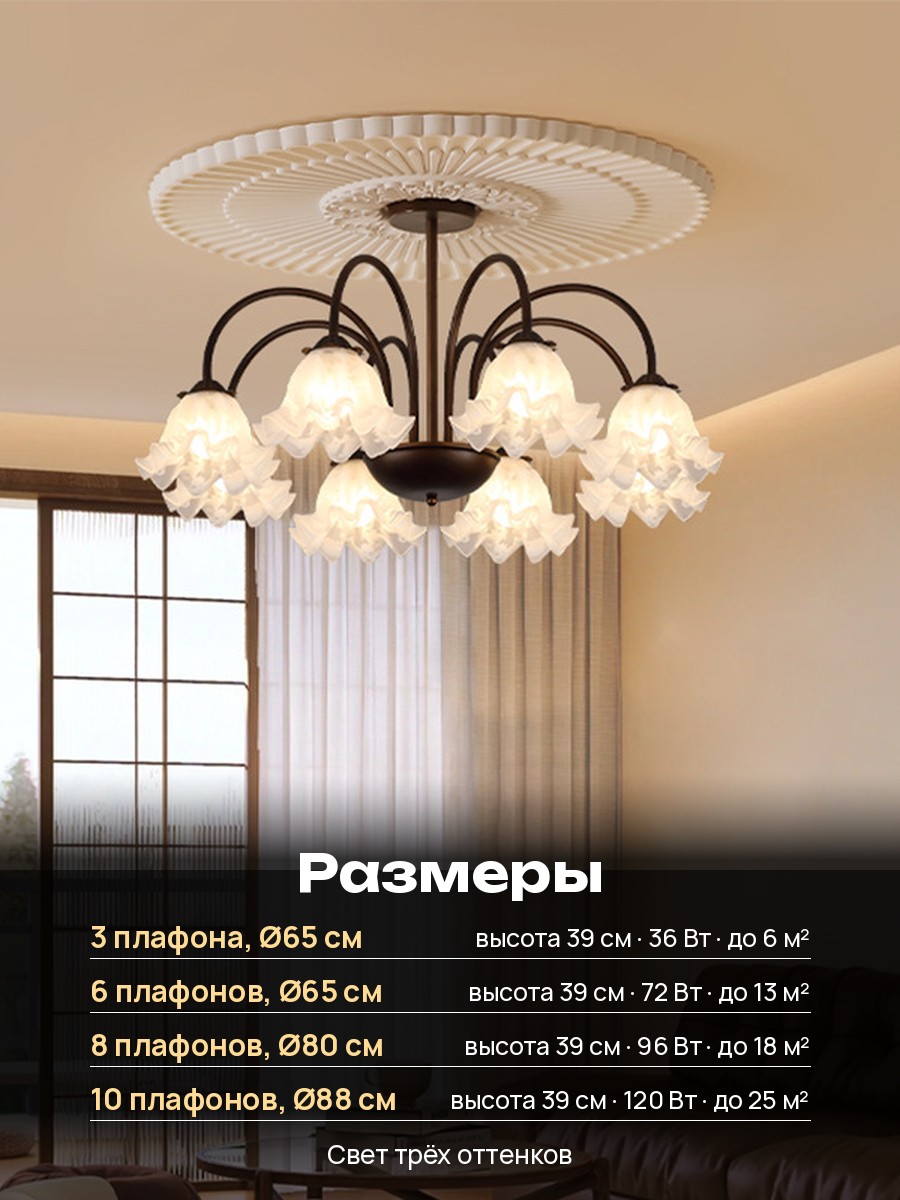 Размеры
3 плафона, Ø65 см высота 39 см · 36 Вт · до 6 м²
6 плафонов, Ø65 см высота 39 см · 72 Вт · до 13 м²
8 плафонов, Ø80 см высота 39 см · 96 Вт · до 18 м²
10 плафонов, Ø88 см высота 39 см · 120 Вт · до 25 м²
Свет трёх оттенков